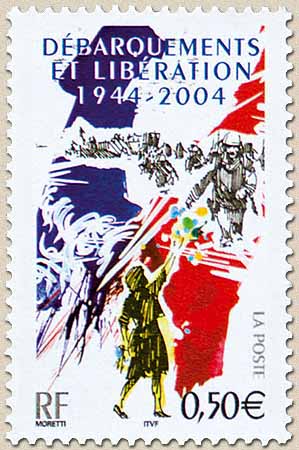 DÉBARQUEMENTS
ET LIBÉRATION
1944-2004
LA POSTE
RF
0,50€
MORETTI
ITVF